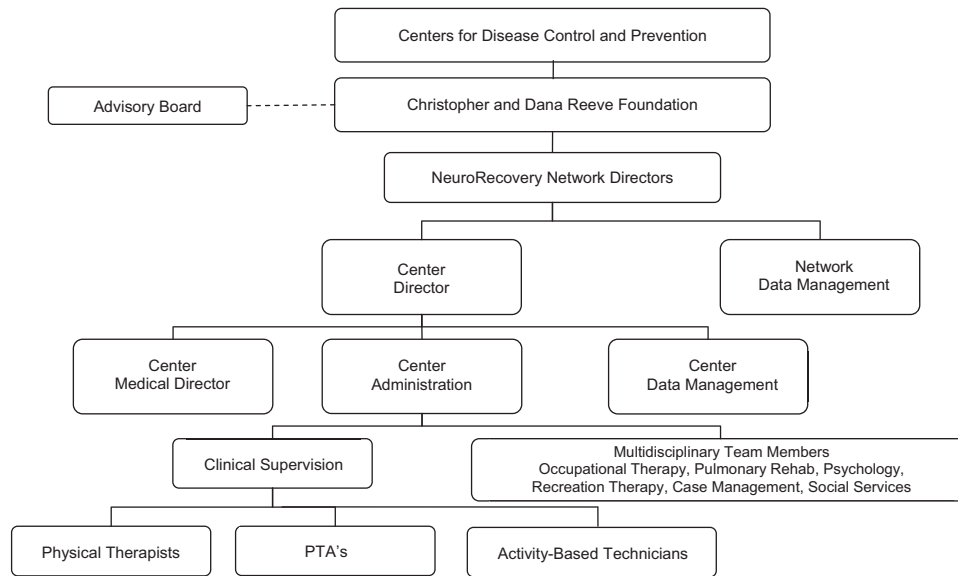 Centers for Disease Control and Prevention
Advisory Board
Christopher and Dana Reeve Foundation
NeuroRecovery Network Directors
Center
Director
Network
Data Management
Center
Medical Director
Center
Administration
Center
Data Management
Clinical Supervision
Multidisciplinary Team Members
Occupational Therapy, Pulmonary Rehab, Psychology,
Recreation Therapy, Case Management, Social Services
Physical Therapists
PTA's
Activity-Based Technicians